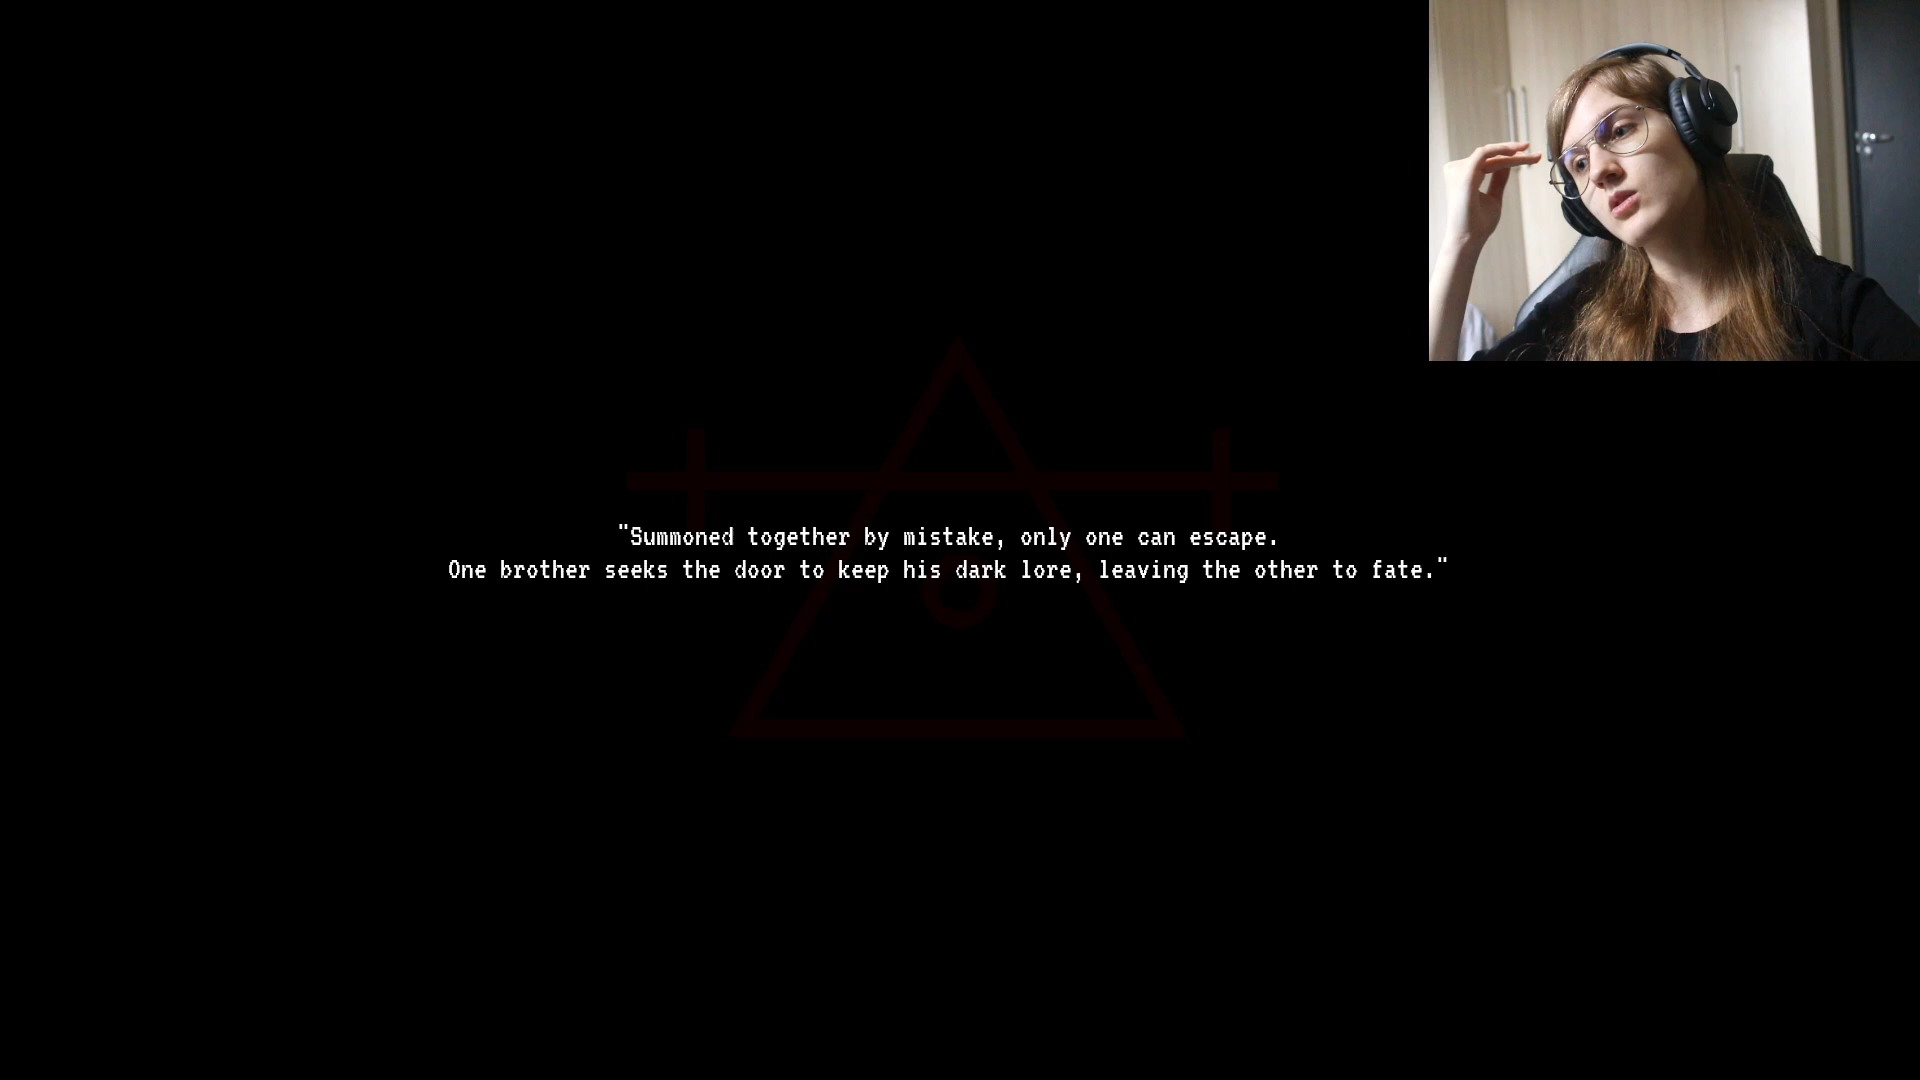 "Summoned together by mistake, only one can escape.
One brother seeks the door to keep his dark lore, leaving the other to fate."